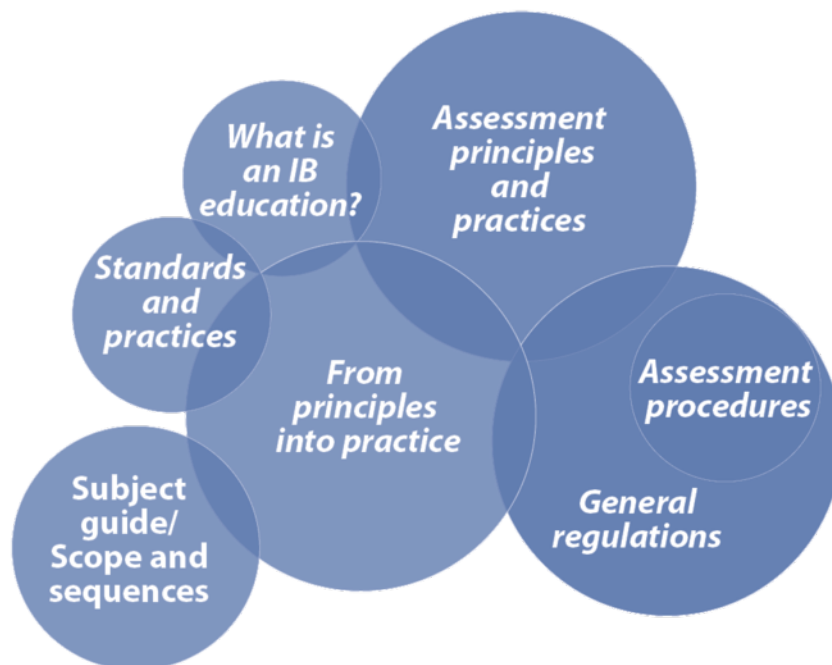 What is
an IB
education?
Assessment
principles
and
practices
Standards
and
practices
From
principles
into practice
Assessment
procedures
General
regulations
Subject
guide/
Scope and
sequences